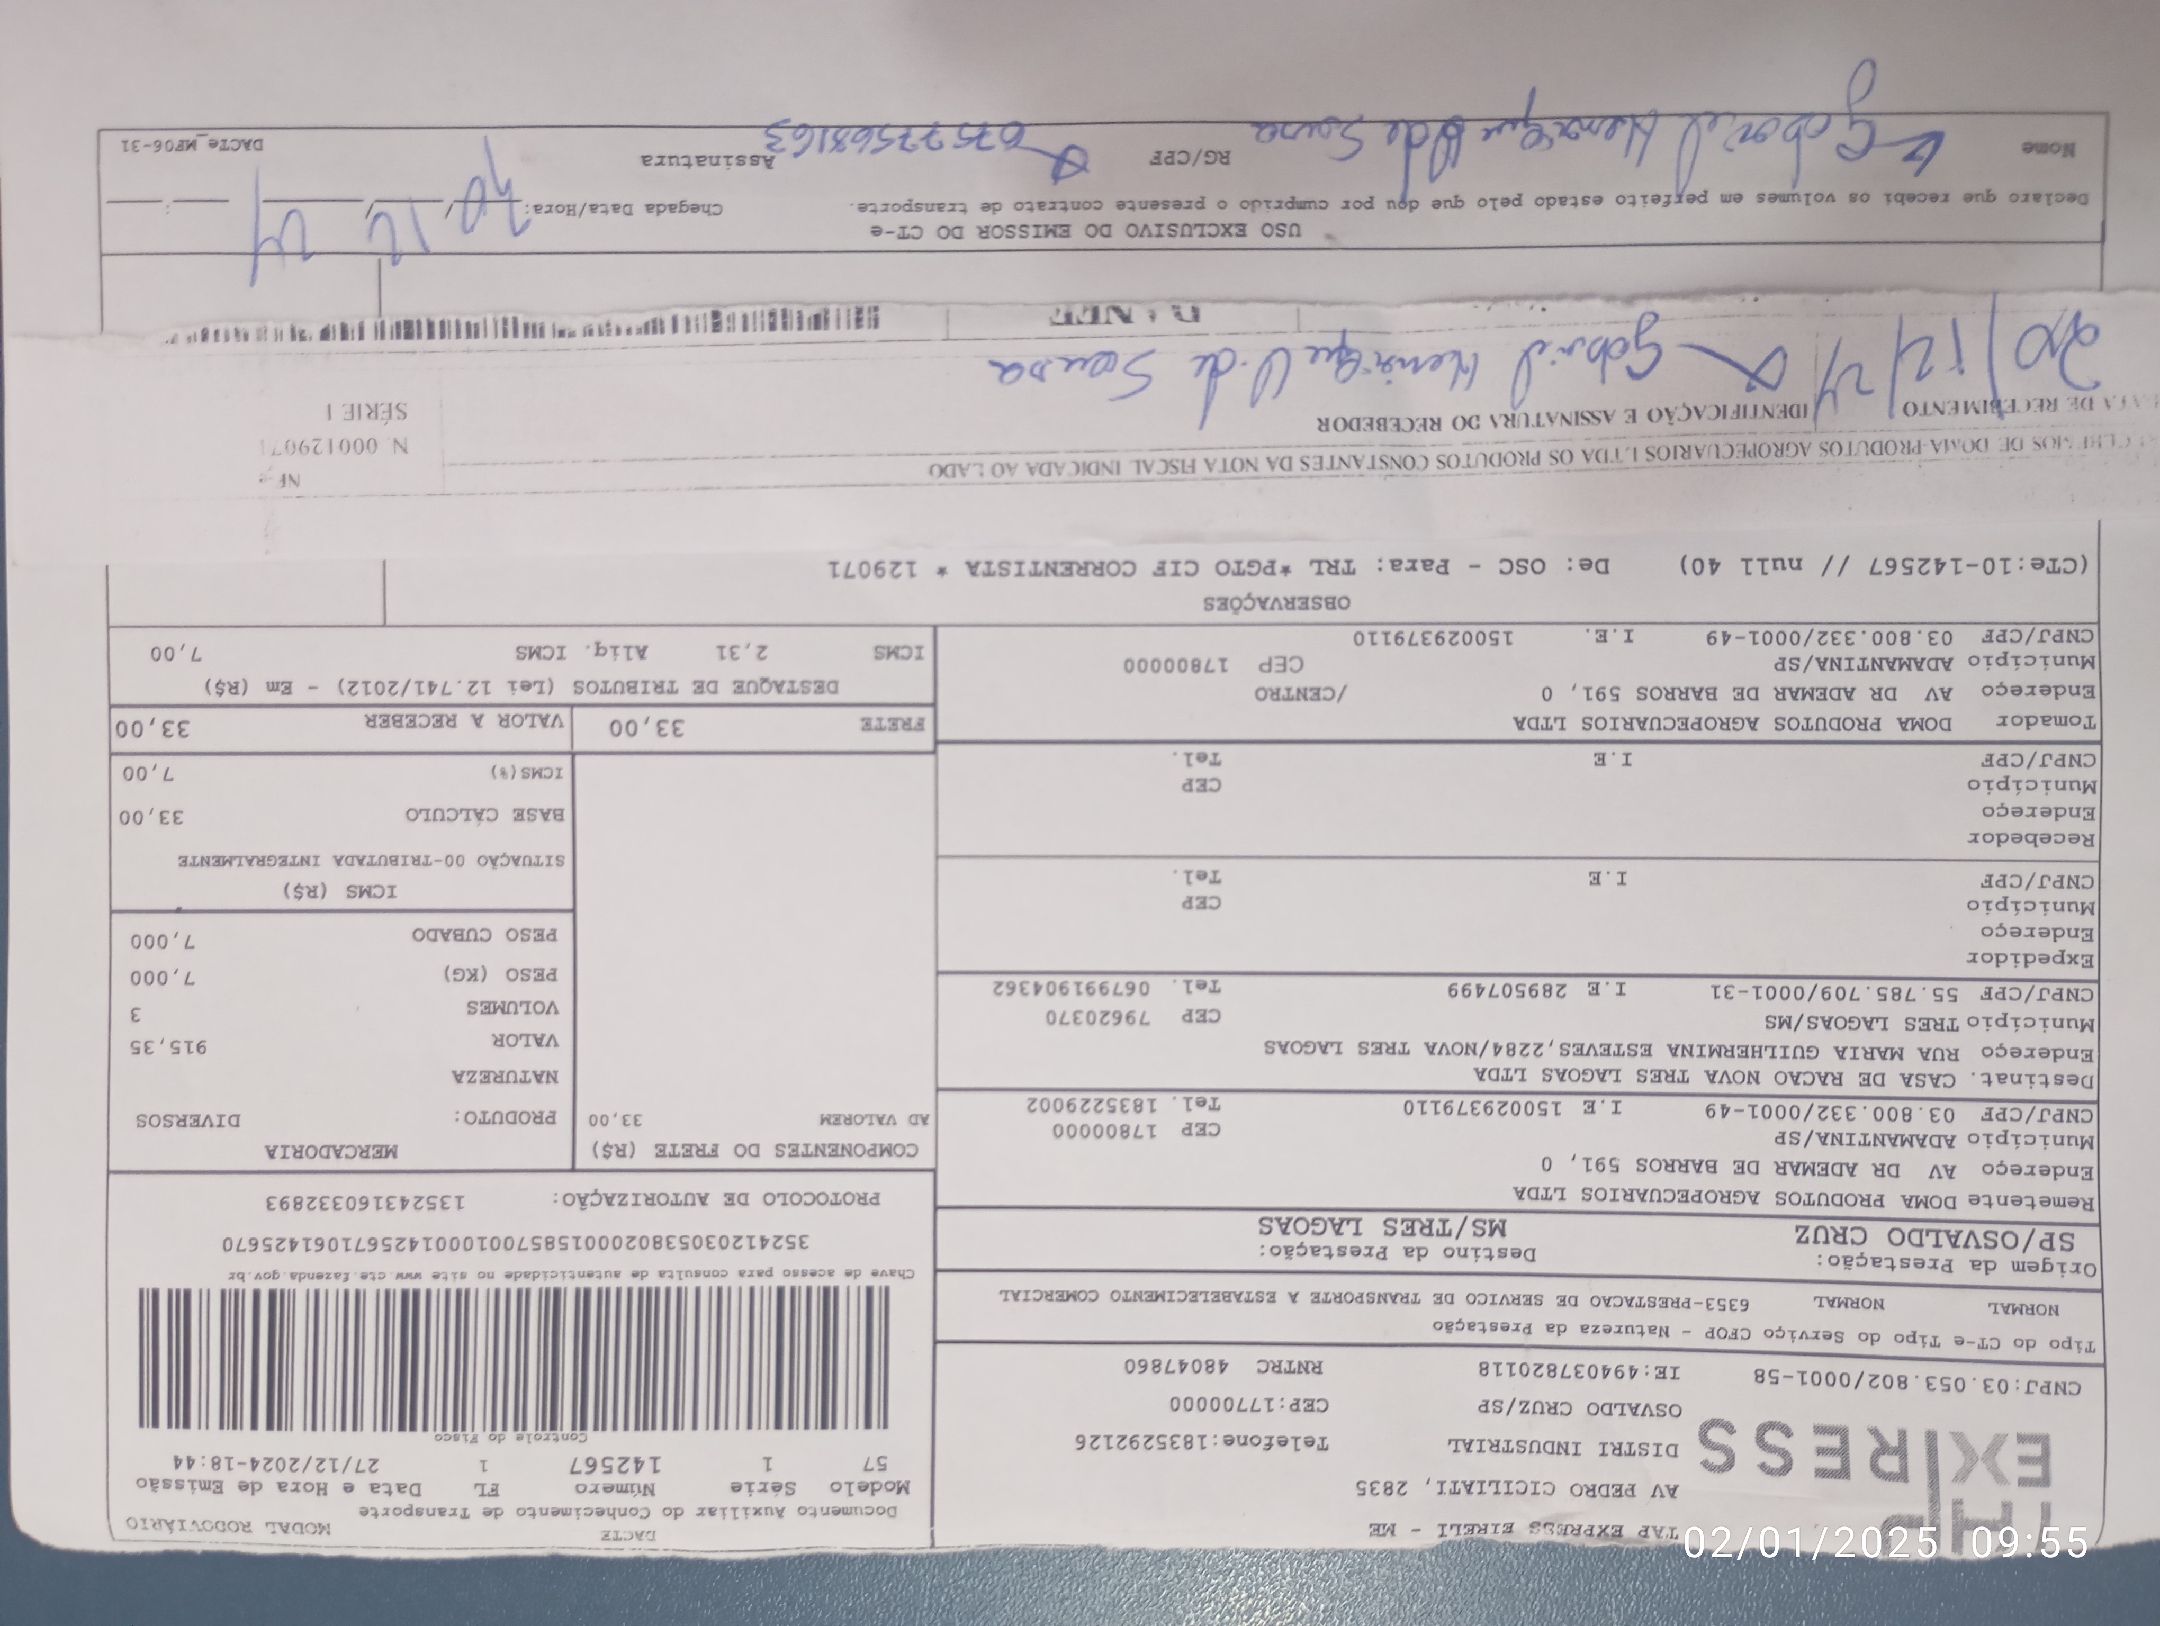 TAP EXPRESS EIRELI - ME
AV PEDRO CICILIATI, 2835
EXPRESS
DISTRI INDUSTRIAL Telefone:1835292126
OSVALDO CRUZ/SP CEP:17700000
CNPJ:03.053.802/0001-58 IE:494037820118 RNTRC 48047860
DACTE MODAL RODOVIÁRIO
Documento Auxiliar do Conhecimento de Transporte
Modelo Série Número FL Data e Hora de Emissão
57 1 142567 1 27/12/2024-18:44
Controle do Fisco
Chave de acesso para consulta de autenticidade no site www.cte.fazenda.gov.br
35241203053802000158570010001425671061425670
PROTOCOLO DE AUTORIZAÇÃO: 135243160332893
Tipo do CT-e Tipo do Serviço CFOP - Natureza da Prestação
NORMAL NORMAL 6353-PRESTACAO DE SERVICO DE TRANSPORTE A ESTABELECIMENTO COMERCIAL
Origem da Prestação: Destino da Prestação:
SP/OSVALDO CRUZ MS/TRES LAGOAS
Remetente DOMA PRODUTOS AGROPECUARIOS LTDA
Endereço AV DR ADEMAR DE BARROS 591, 0
Município ADAMANTINA/SP CEP 17800000
CNPJ/CPF 03.800.332/0001-49 I.E 150029379110 Tel. 1835229002
Destinat. CASA DE RACAO NOVA TRES LAGOAS LTDA
Endereço RUA MARIA GUILHERMINA ESTEVES,2284/NOVA TRES LAGOAS
Município TRES LAGOAS/MS CEP 79620370
CNPJ/CPF 55.785.709/0001-31 I.E 289507499 Tel. 067991904362
Expedidor
Endereço
Município CEP
CNPJ/CPF I.E Tel.
Recebedor
Endereço
Município CEP
CNPJ/CPF I.E Tel.
Tomador DOMA PRODUTOS AGROPECUARIOS LTDA
Endereço AV DR ADEMAR DE BARROS 591, 0 /CENTRO
Município ADAMANTINA/SP CEP 17800000
CNPJ/CPF 03.800.332/0001-49 I.E. 150029379110
COMPONENTES DO FRETE (R$)
AD VALOREM 33,00
MERCADORIA
PRODUTO: DIVERSOS
NATUREZA
VALOR 915,35
VOLUMES 3
PESO (KG) 7,000
PESO CUBADO 7,000
ICMS (R$)
SITUAÇÃO 00-TRIBUTADA INTEGRALMENTE
BASE CÁLCULO 33,00
ICMS(%) 7,00
FRETE 33,00 VALOR A RECEBER 33,00
DESTAQUE DE TRIBUTOS (Lei 12.741/2012) - Em (R$)
ICMS 2,31 Aliq. ICMS 7,00
OBSERVAÇÕES
(CTe:10-142567 // null 40) De: OSC - Para: TRL *PGTO CIF CORRENTISTA * 129071
DE DOMA-PRODUTOS AGROPECUARIOS LTDA OS PRODUTOS CONSTANTES DA NOTA FISCAL INDICADA AO LADO
NF-e
N. 000129071
SÉRIE 1
DATA DE RECEBIMENTO IDENTIFICAÇÃO E ASSINATURA DO RECEBEDOR
Gabriel Henrique V. de Sousa
USO EXCLUSIVO DO EMISSOR DO CT-e
Declaro que recebi os volumes em perfeito estado pelo que dou por cumprido o presente contrato de transporte. Chegada Data/Hora:
Nome Gabriel Henrique V de Sousa RG/CPF 07577568163 Assinatura
DACTe_MF06-31
02/01/2025 09:55